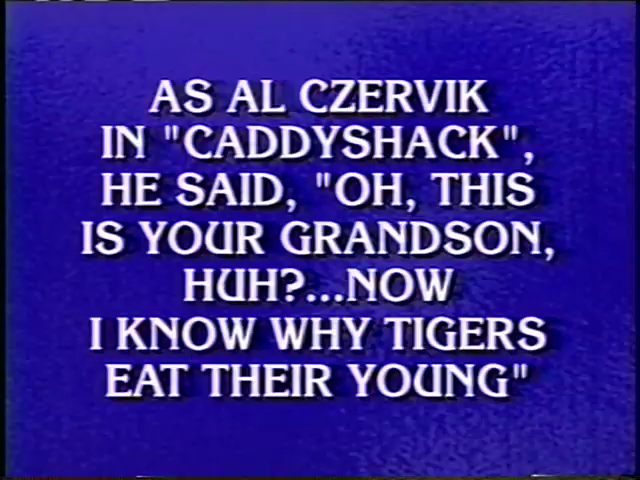 AS AL CZERVIK
IN "CADDYSHACK",
HE SAID, "OH, THIS
IS YOUR GRANDSON,
HUH?...NOW
I KNOW WHY TIGERS
EAT THEIR YOUNG"